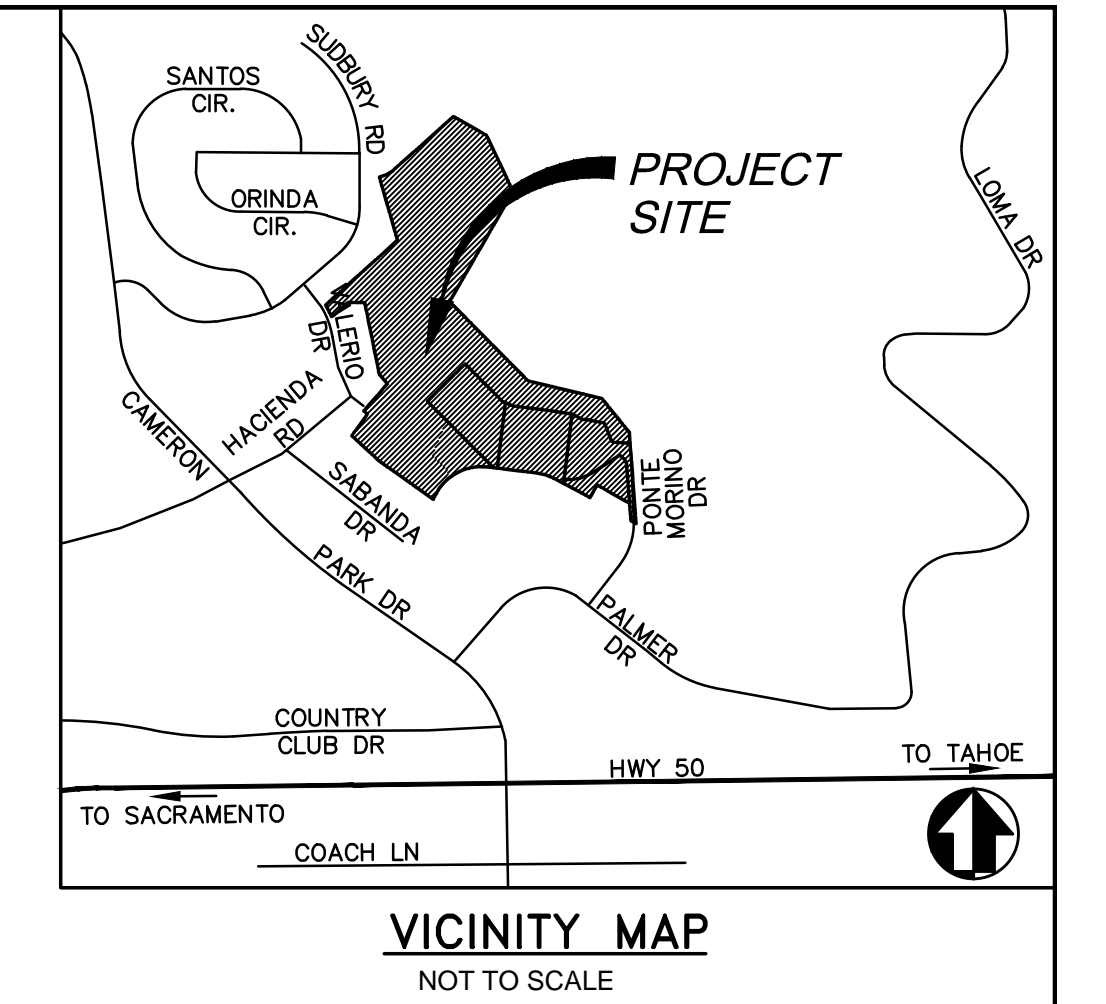 SUDBURY RD
SANTOS
CIR.
ORINDA
CIR.
PROJECT
SITE
LOMA DR
LERIO
DR
HACIENDA
RD
CAMERON
SABANDA
DR
PONTE
MORINO
DR
PARK DR
PALMER
DR
COUNTRY
CLUB DR
HWY 50
TO TAHOE
TO SACRAMENTO
COACH LN
VICINITY MAP
NOT TO SCALE